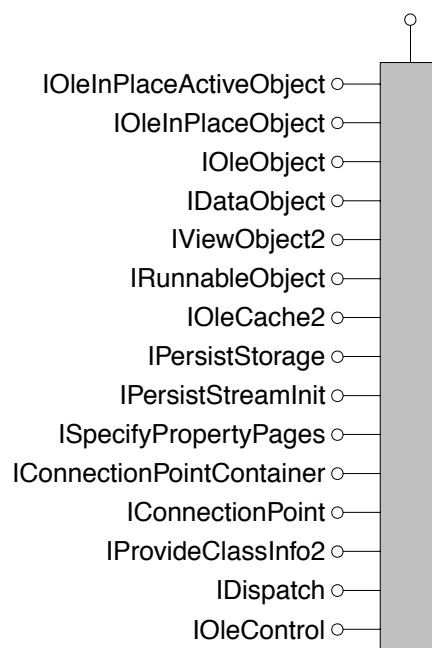 IOleInPlaceActiveObject
IOleInPlaceObject
IOleObject
IDataObject
IViewObject2
IRunnableObject
IOleCache2
IPersistStorage
IPersistStreamInit
ISpecifyPropertyPages
IConnectionPointContainer
IConnectionPoint
IProvideClassInfo2
IDispatch
IOleControl